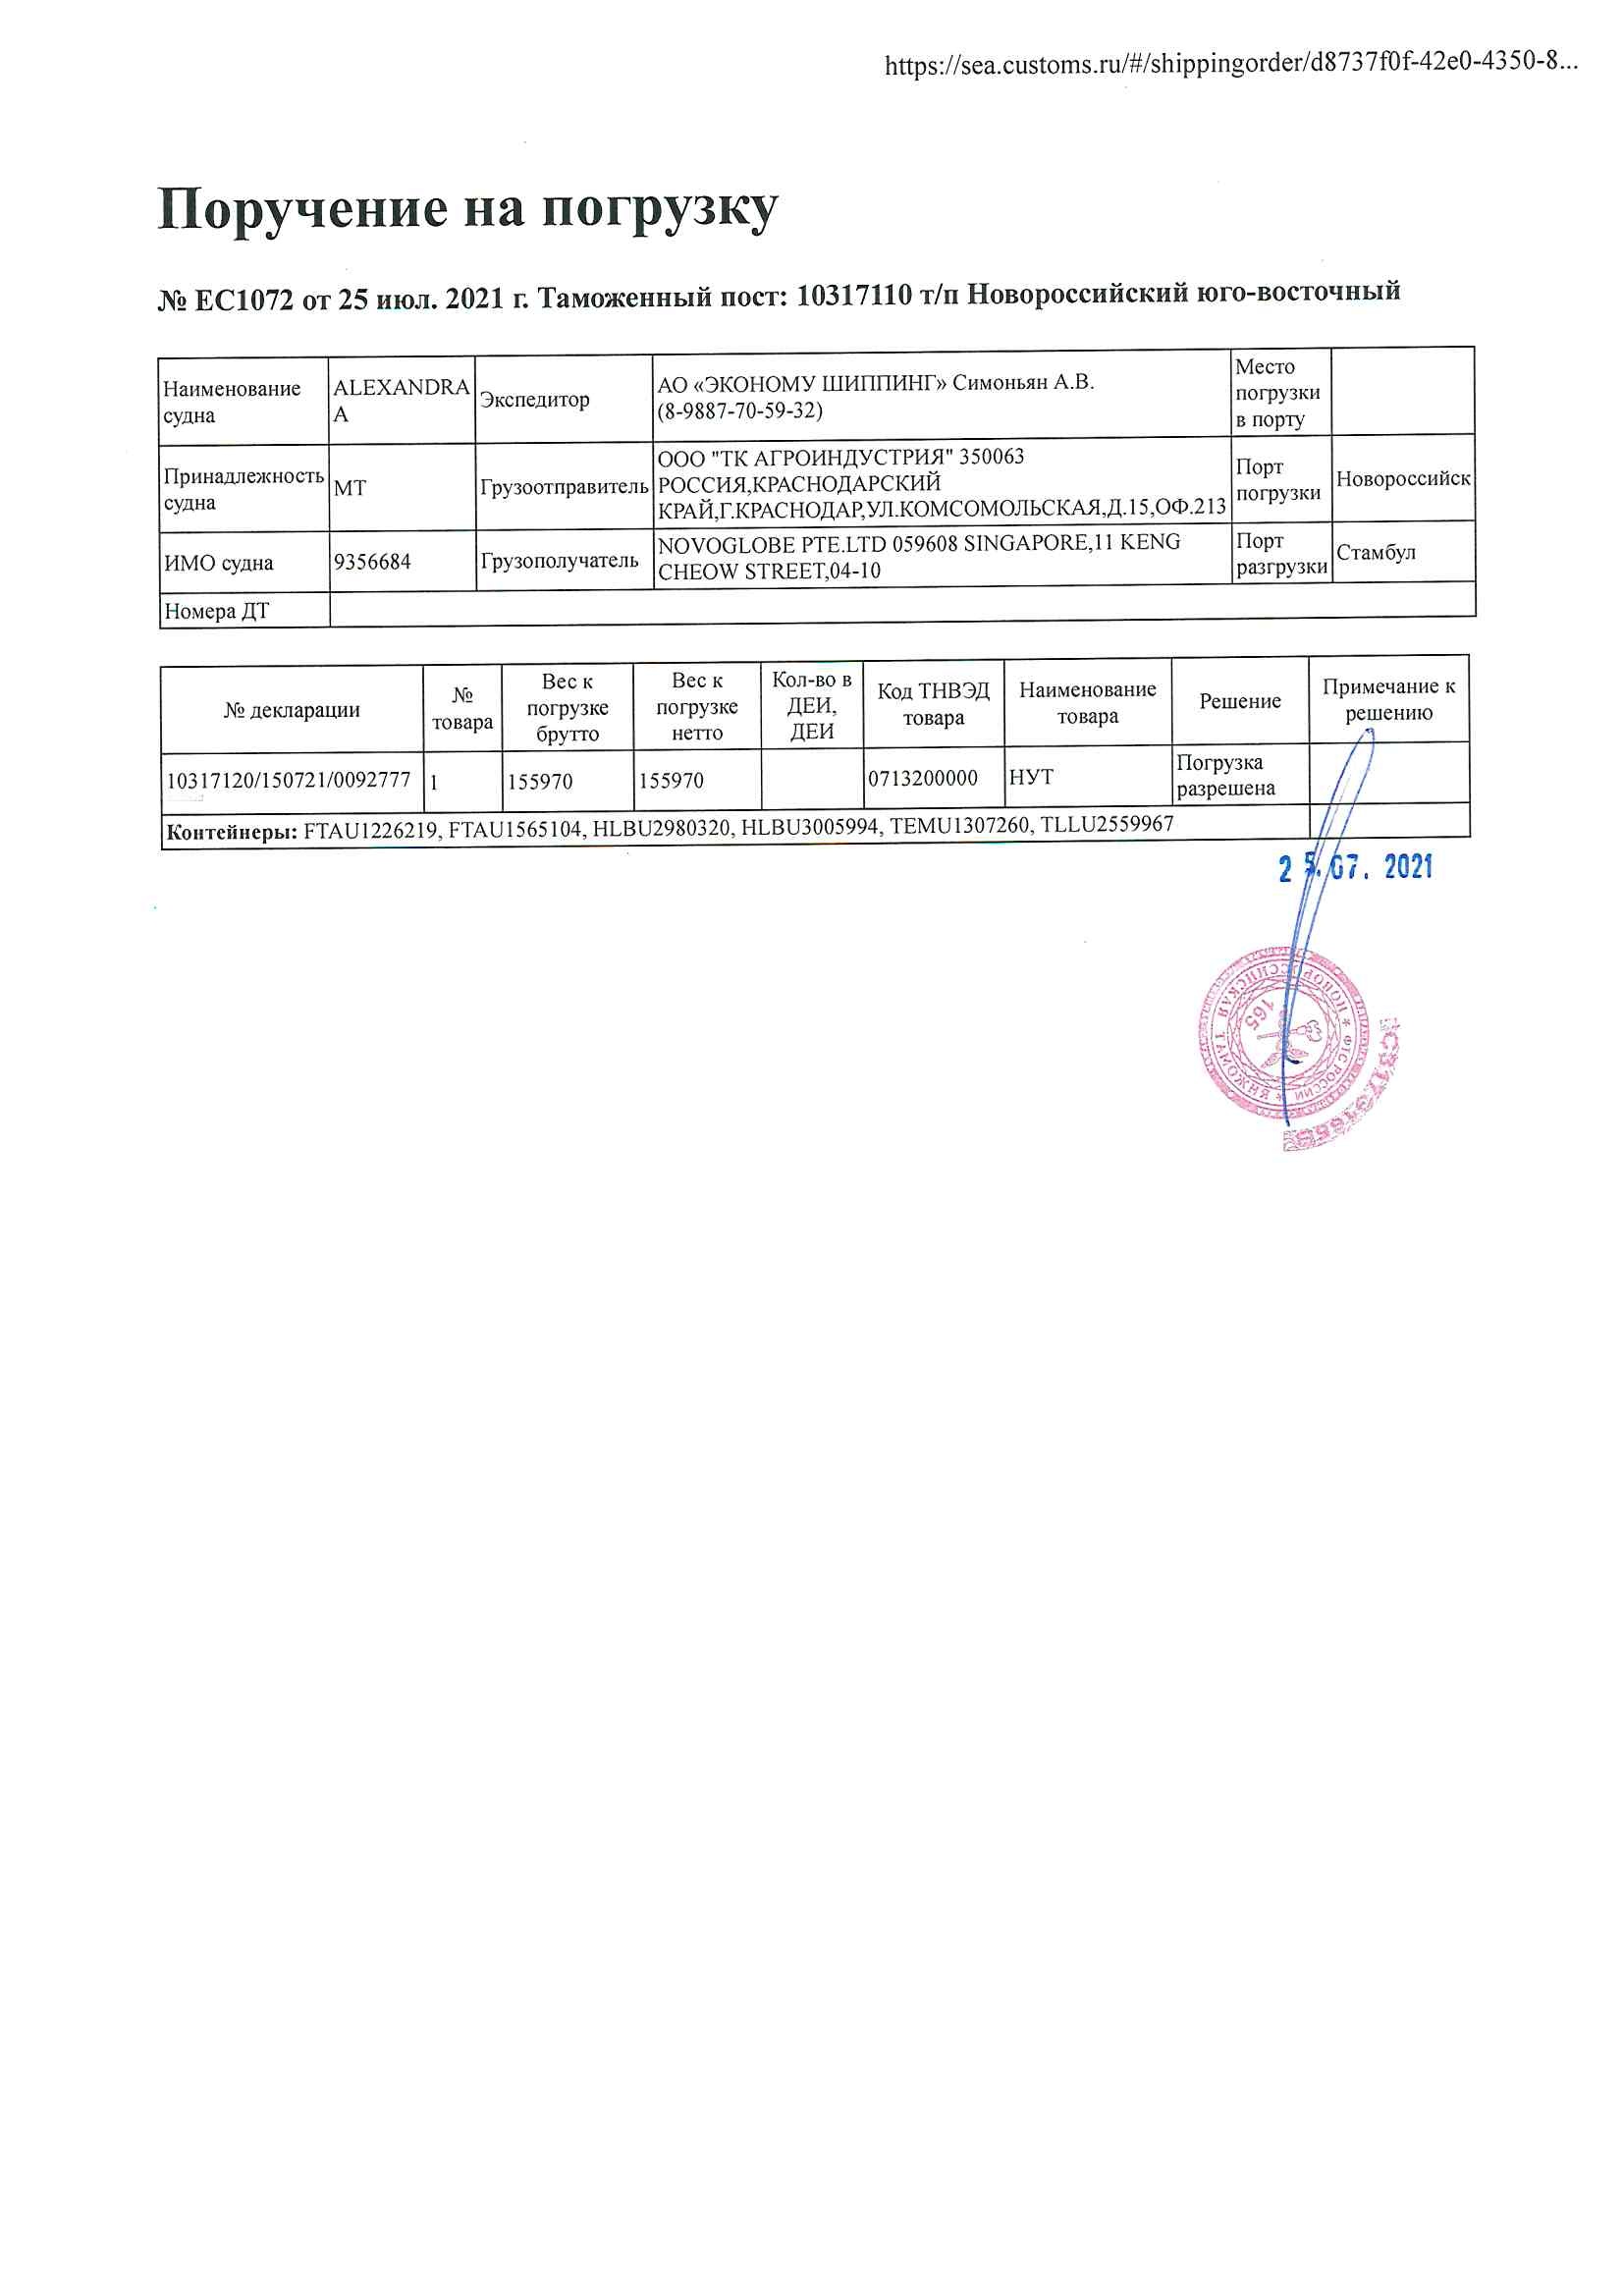 https://sea.customs.ru/#/shippingorder/d8737f0f-42e0-4350-8...
Поручение на погрузку
№ ЕС1072 от 25 июл. 2021 г. Таможенный пост: 10317110 т/п Новороссийский юго-восточный
Наименование
судна
ALEXANDRA
A
Экспедитор
АО «ЭКОНОМУ ШИППИНГ» Симоньян А.В.
(8-9887-70-59-32)
Место
погрузки
в порту
Принадлежность
судна
МТ
Грузоотправитель
ООО "ТК АГРОИНДУСТРИЯ" 350063
РОССИЯ,КРАСНОДАРСКИЙ
КРАЙ,Г.КРАСНОДАР,УЛ.КОМСОМОЛЬСКАЯ,Д.15,ОФ.213
Порт
погрузки
Новороссийск
ИМО судна
9356684
Грузополучатель
NOVOGLOBE PTE.LTD 059608 SINGAPORE,11 KENG
CHEOW STREET,04-10
Порт
разгрузки
Стамбул
Номера ДТ
№ декларации
№
товара
Вес к
погрузке
брутто
Вес к
погрузке
нетто
Кол-во в
ДЕИ,
ДЕИ
Код ТНВЭД
товара
Наименование
товара
Решение
Примечание к
решению
10317120/150721/0092777
1
155970
155970
0713200000
НУТ
Погрузка
разрешена
Контейнеры: FTAU1226219, FTAU1565104, HLBU2980320, HLBU3005994, TEMU1307260, TLLU2559967
25.07. 2021
* ФТС РОССИИ * НОВОРОССИЙСКАЯ ТАМОЖНЯ
165